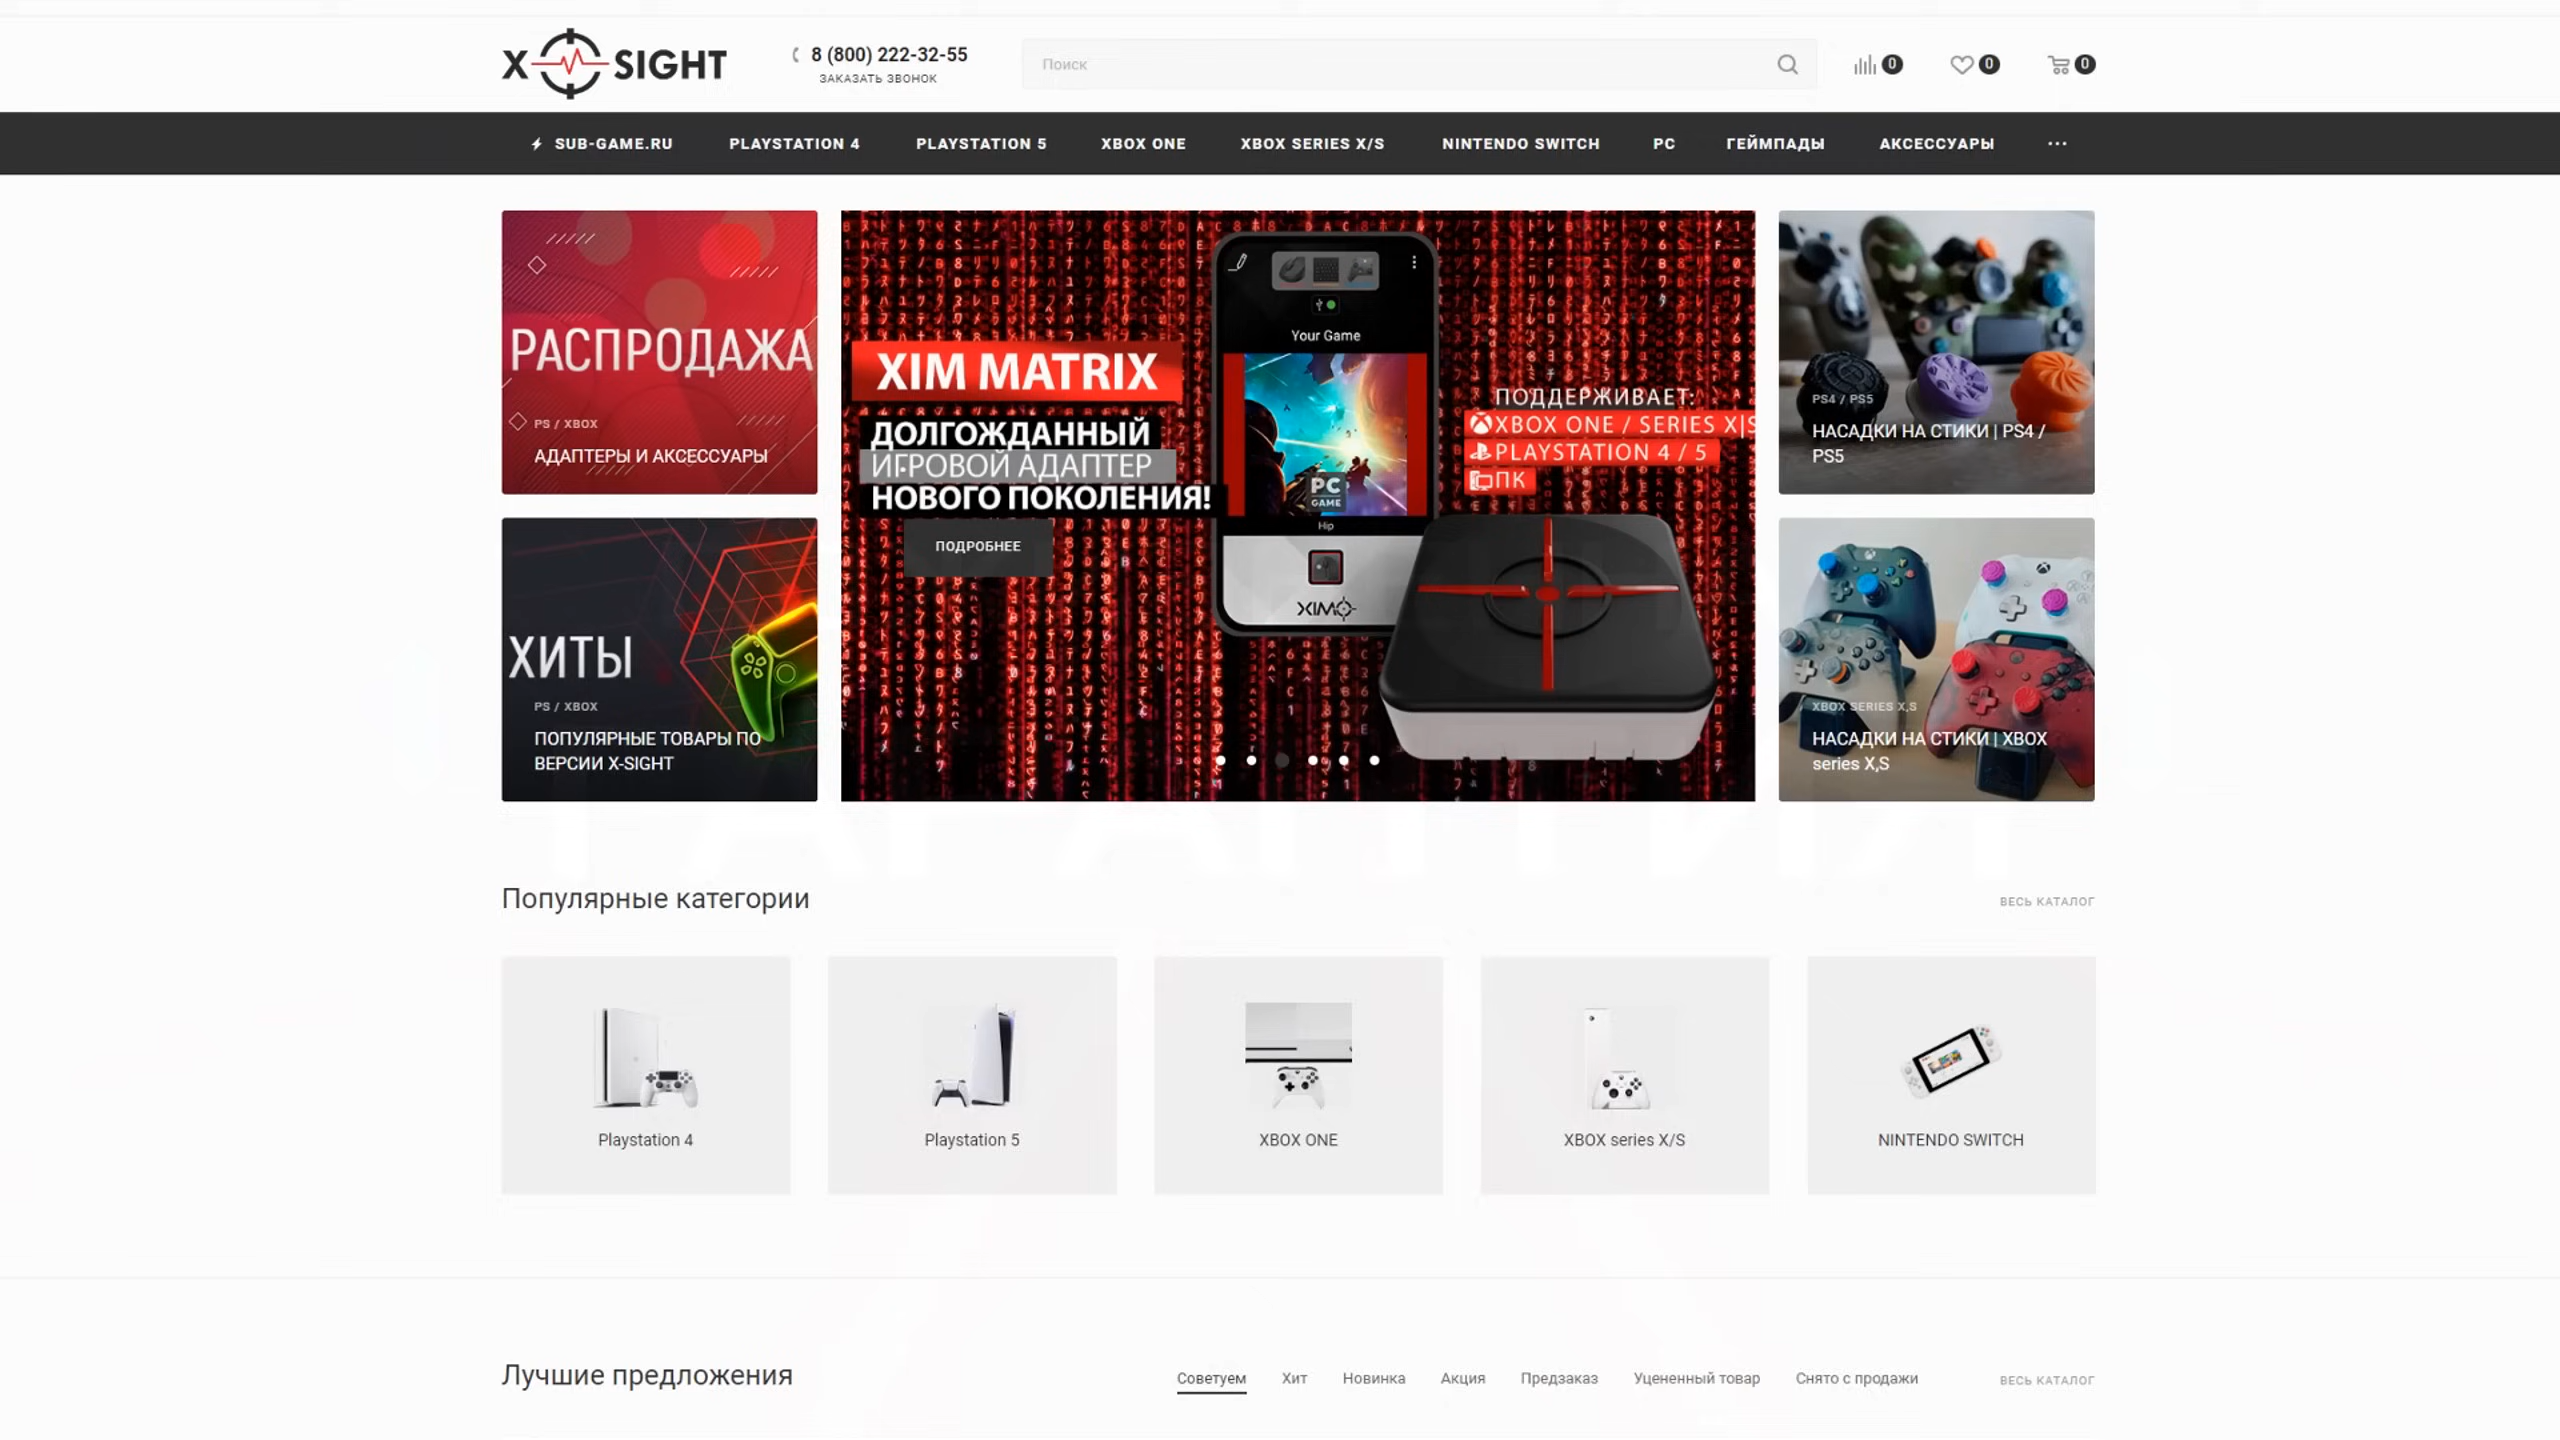 X SIGHT
8 (800) 222-32-55
ЗАКАЗАТЬ ЗВОНОК
Поиск
0
0
0
SUB-GAME.RU
PLAYSTATION 4
PLAYSTATION 5
XBOX ONE
XBOX SERIES X/S
NINTENDO SWITCH
PC
ГЕЙМПАДЫ
АКСЕССУАРЫ
РАСПРОДАЖА
PS / XBOX
АДАПТЕРЫ И АКСЕССУАРЫ
ХИТЫ
PS / XBOX
ПОПУЛЯРНЫЕ ТОВАРЫ ПО
ВЕРСИИ X-SIGHT
XIM MATRIX
ДОЛГОЖДАННЫЙ
ИГРОВОЙ АДАПТЕР
НОВОГО ПОКОЛЕНИЯ!
ПОДРОБНЕЕ
Your Game
PC
GAME
Hip
XIM
ПОДДЕРЖИВАЕТ:
XBOX ONE / SERIES X|S
PLAYSTATION 4 / 5
ПК
PS4 / PS5
НАСАДКИ НА СТИКИ | PS4 /
PS5
XBOX SERIES X,S
НАСАДКИ НА СТИКИ | XBOX
series X,S
Популярные категории
ВЕСЬ КАТАЛОГ
Playstation 4
Playstation 5
XBOX ONE
XBOX series X/S
NINTENDO SWITCH
Лучшие предложения
Советуем
Хит
Новинка
Акция
Предзаказ
Уцененный товар
Снято с продажи
ВЕСЬ КАТАЛОГ